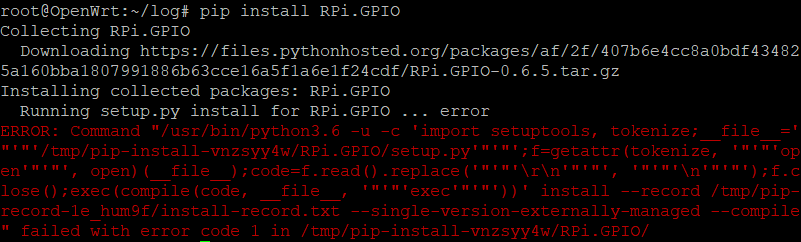 root@OpenWrt:~/log# pip install RPi.GPIO
Collecting RPi.GPIO
  Downloading https://files.pythonhosted.org/packages/af/2f/407b6e4cc8a0bdf43482
5a160bba1807991886b63cce16a5f1a6e1f24cdf/RPi.GPIO-0.6.5.tar.gz
Installing collected packages: RPi.GPIO
  Running setup.py install for RPi.GPIO ... error
ERROR: Command "/usr/bin/python3.6 -u -c 'import setuptools, tokenize;__file__='
"'"'/tmp/pip-install-vnzsyy4w/RPi.GPIO/setup.py'"'"';f=getattr(tokenize, '"'"'op
en'"'"', open)(__file__);code=f.read().replace('"'"'\r\n'"'"', '"'"'\n'"'"');f.c
lose();exec(compile(code, __file__, '"'"'exec'"'"'))' install --record /tmp/pip-
record-1e_hum9f/install-record.txt --single-version-externally-managed --compile
" failed with error code 1 in /tmp/pip-install-vnzsyy4w/RPi.GPIO/